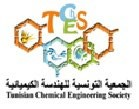 TCES
الجمعية التونسية للهندسة الكيميائية
Tunisian Chemical Engineering Society